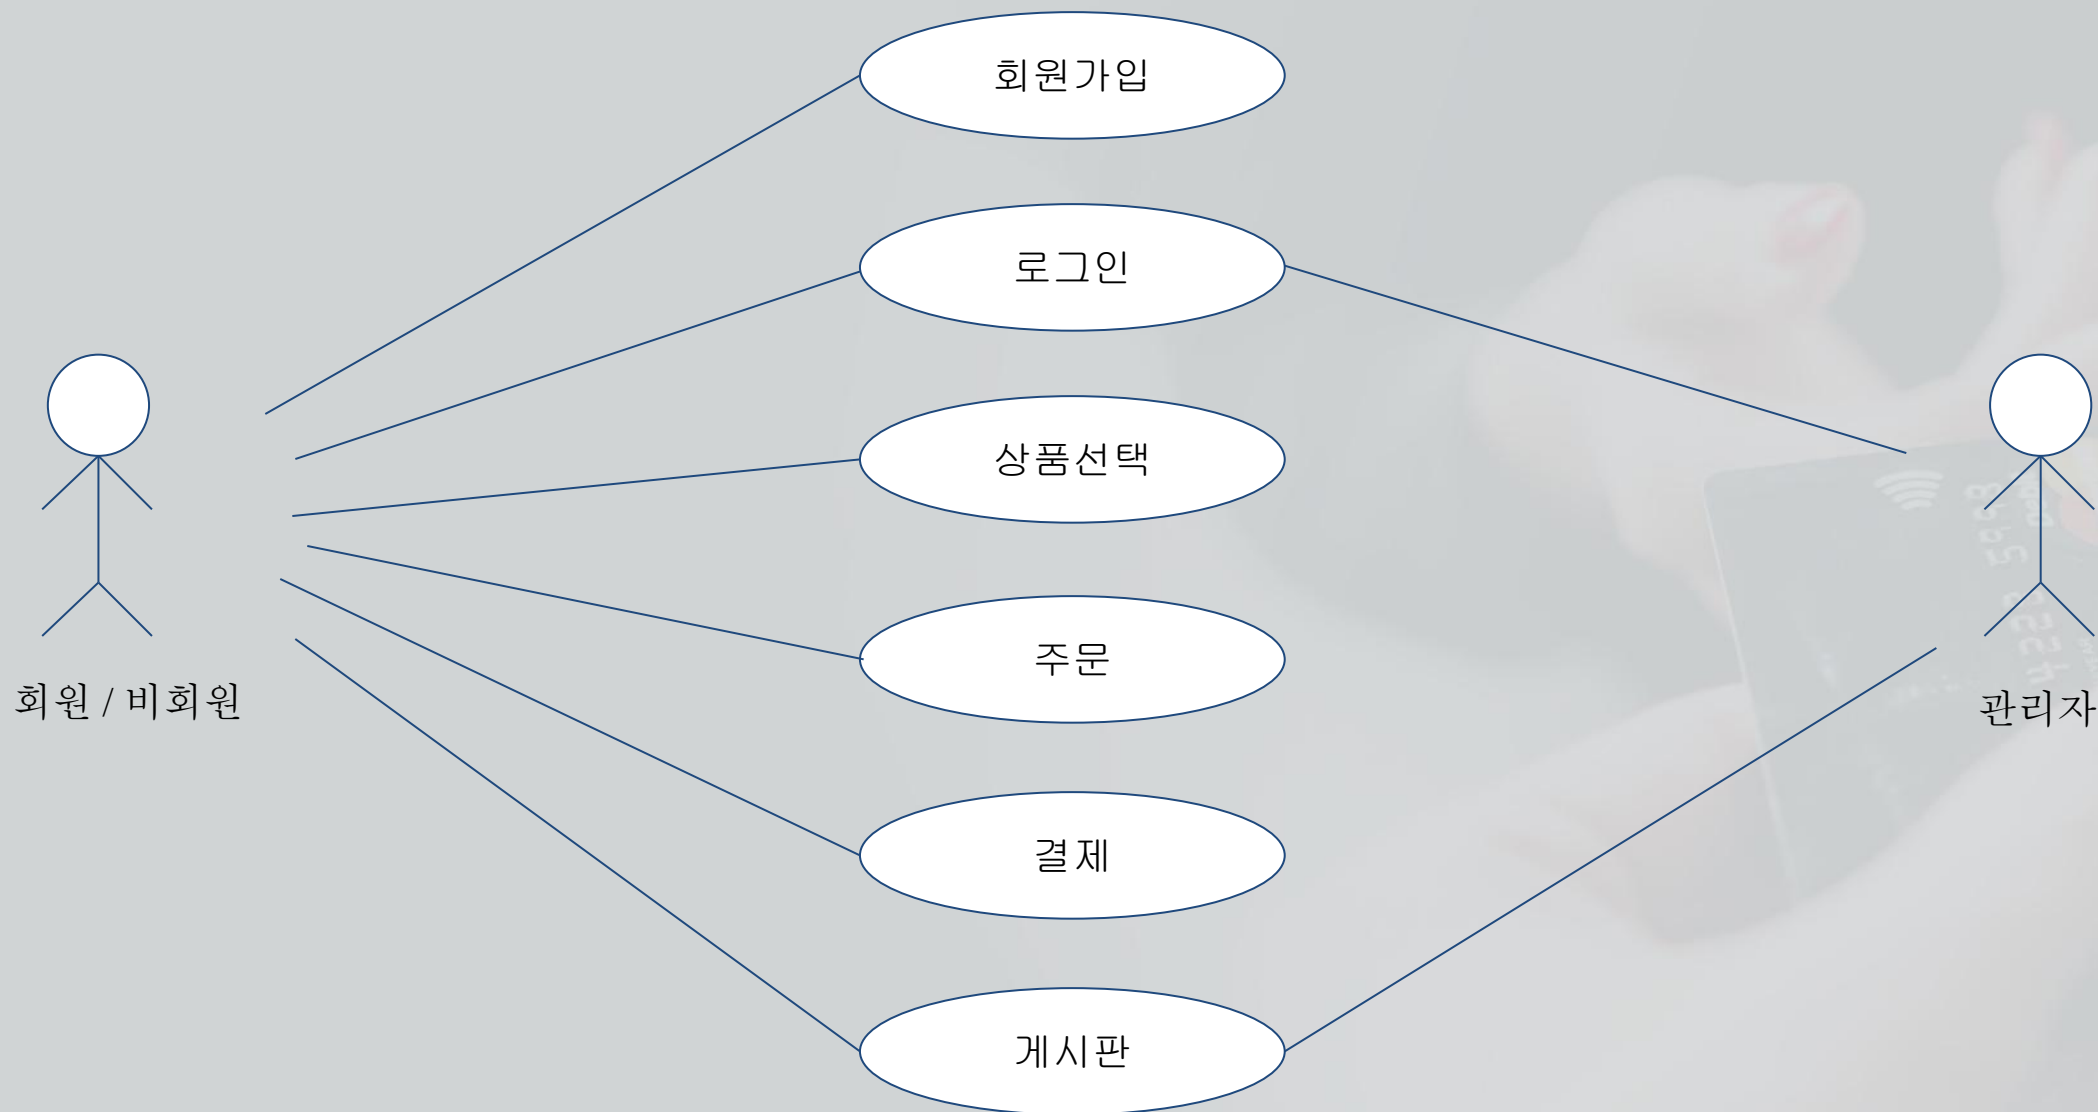 회원가입
로그인
상품선택
주문
회원 / 비회원
관리자
결제
게시판